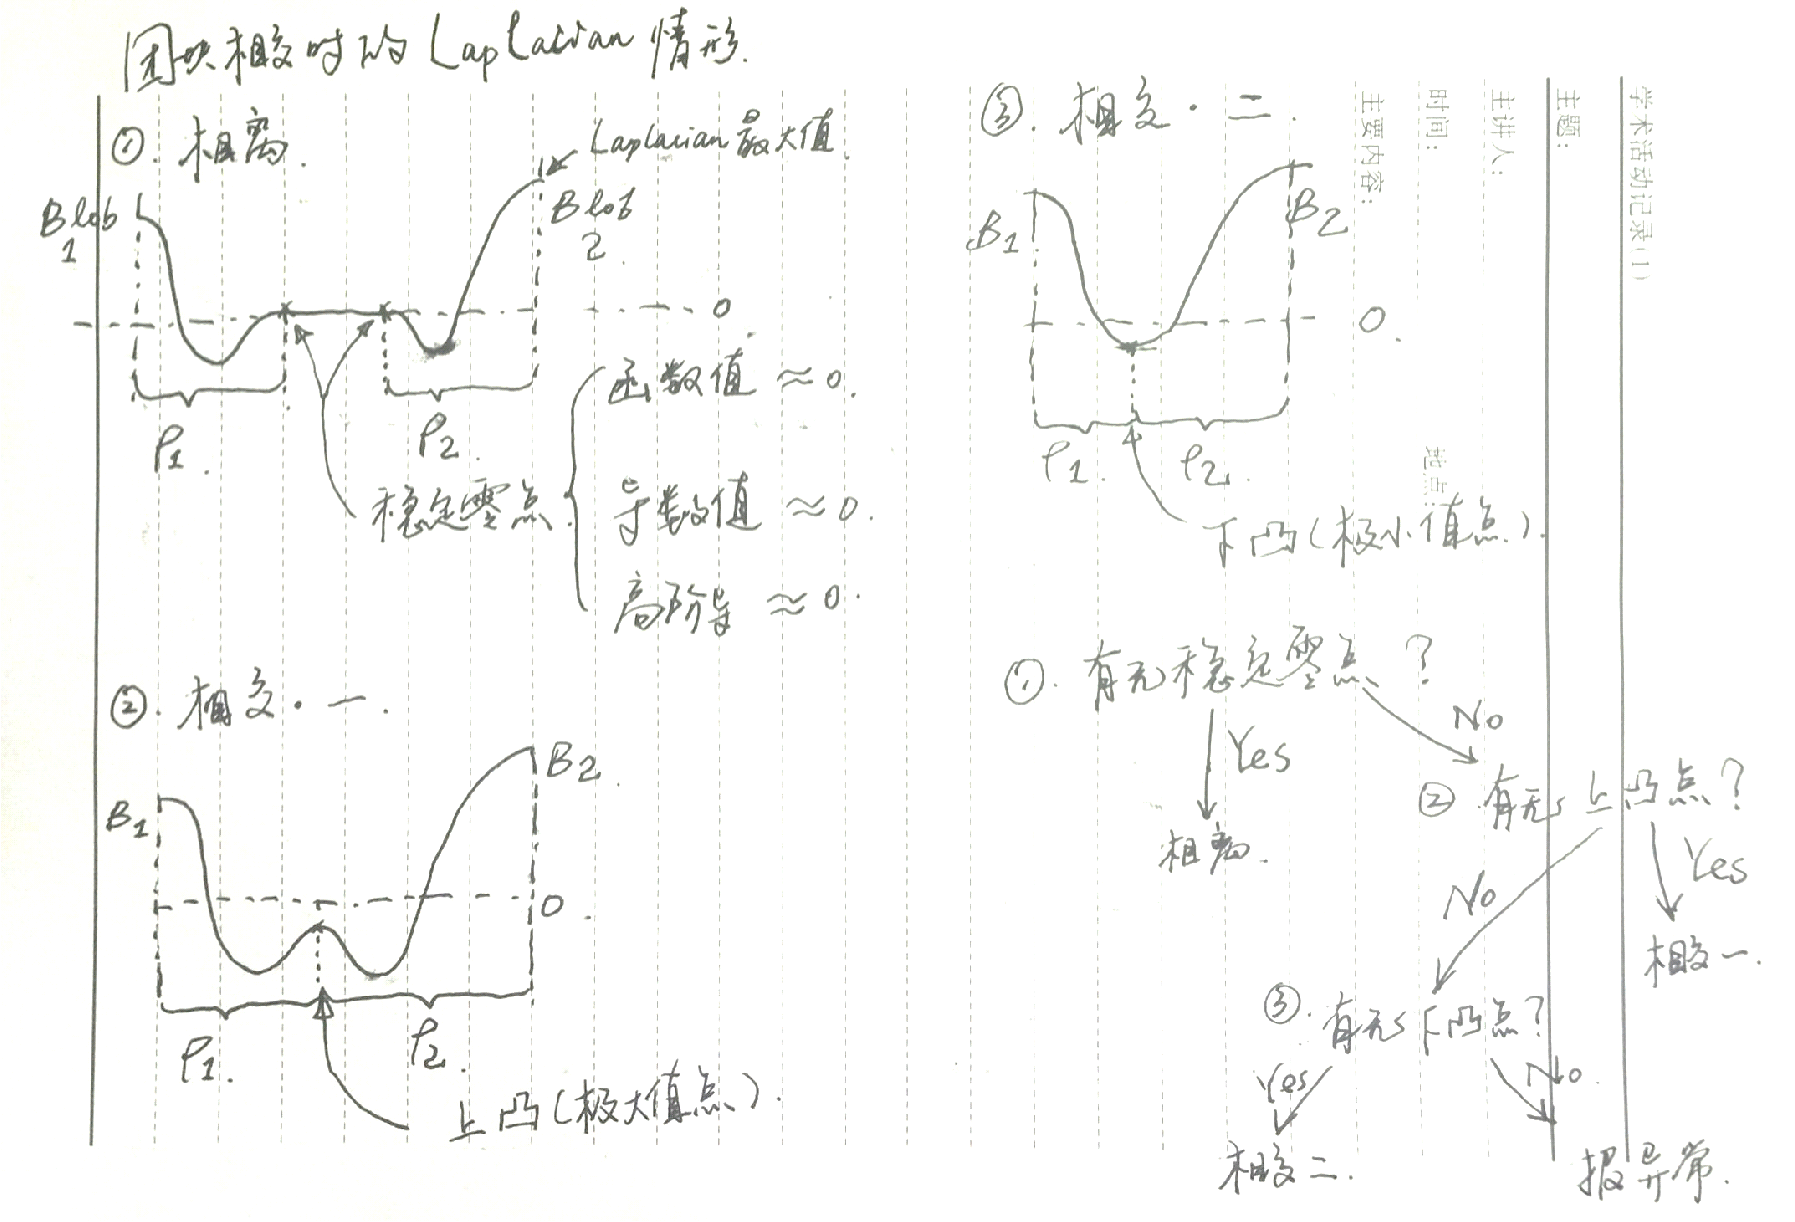 团块相交时的Laplacian情形.
①. 相离.
Laplacian最大值
Blob
1
Blob
2
0
P1.
P2.
稳定零点.
函数值≈0.
导数值≈0.
高阶导≈0.
②. 相交·一.
B1
B2
0.
P1.
P2.
上凸(极大值点).
③. 相交·二.
B1
B2
0.
P1
P2
下凸(极小值点).
①. 有无稳定零点?
Yes
No
相离.
②. 有无上凸点?
No
Yes
相交一.
③. 有无下凸点?
Yes
No
相交二.
报异常.
学术活动记录(1)
主题:
主讲人:
时间:
地点:
主要内容: